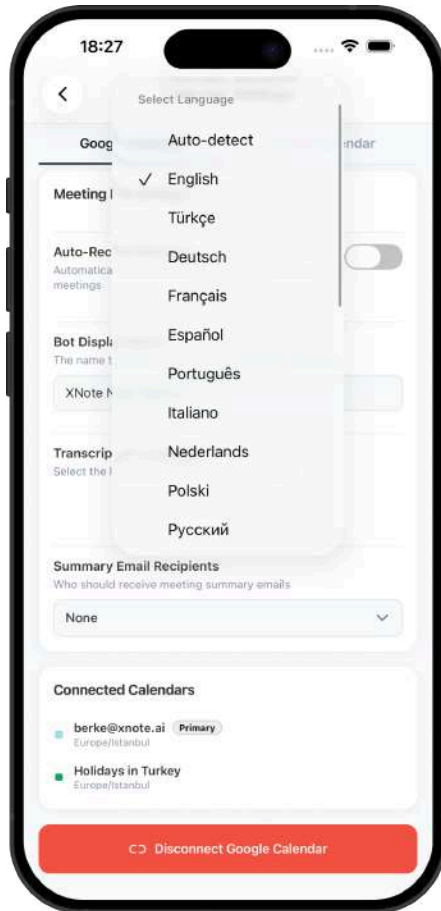 18:27
Select Language
Auto-detect
✓ English
Türkçe
Deutsch
Français
Español
Português
Italiano
Nederlands
Polski
Русский
Goog
endar
Meeting
Auto-Rec
Automatica
meetings
Bot Displa
The name t
XNote N
Transcrip
Select the l
Summary Email Recipients
Who should receive meeting summary emails
None
Connected Calendars
berke@xnote.ai Primary
Europe/Istanbul
Holidays in Turkey
Europe/Istanbul
Disconnect Google Calendar